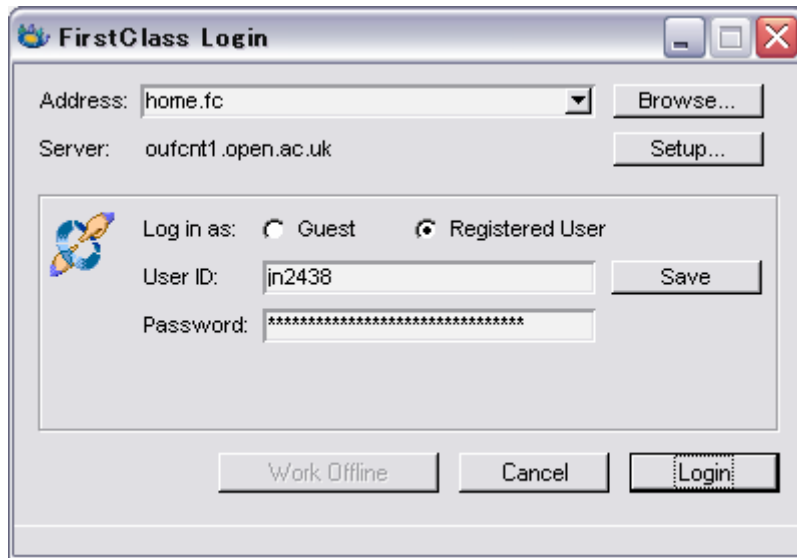 FirstClass Login
Address: home.fc Browse...
Server: oufcnt1.open.ac.uk Setup...
Log in as: Guest Registered User
User ID: jn2438 Save
Password: ********************************
Work Offline Cancel Login